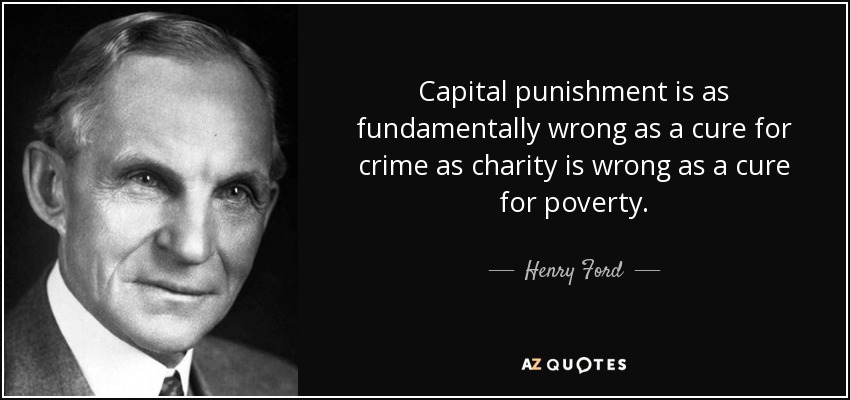 Capital punishment is as
fundamentally wrong as a cure for
crime as charity is wrong as a cure
for poverty.
Henry Ford
AZ QUOTES